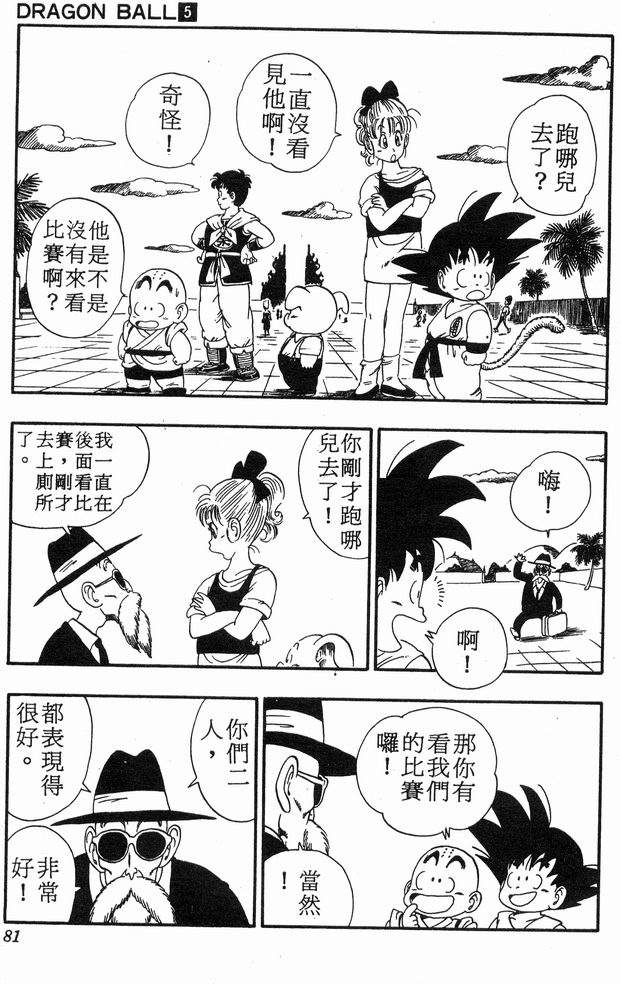 DRAGON BALL 5
跑哪兒
去了？
一直沒看
見他啊！
奇怪！
他是不是
沒有來看
比賽啊？
嗨！
啊！
你剛才跑哪
兒去了！
我一直在
後面看比
賽，剛才
去上廁所
了。
那你有
看我們
的比賽
囉！
當然
！
你們二
人，
都表現得
很好。
非常
好！
81